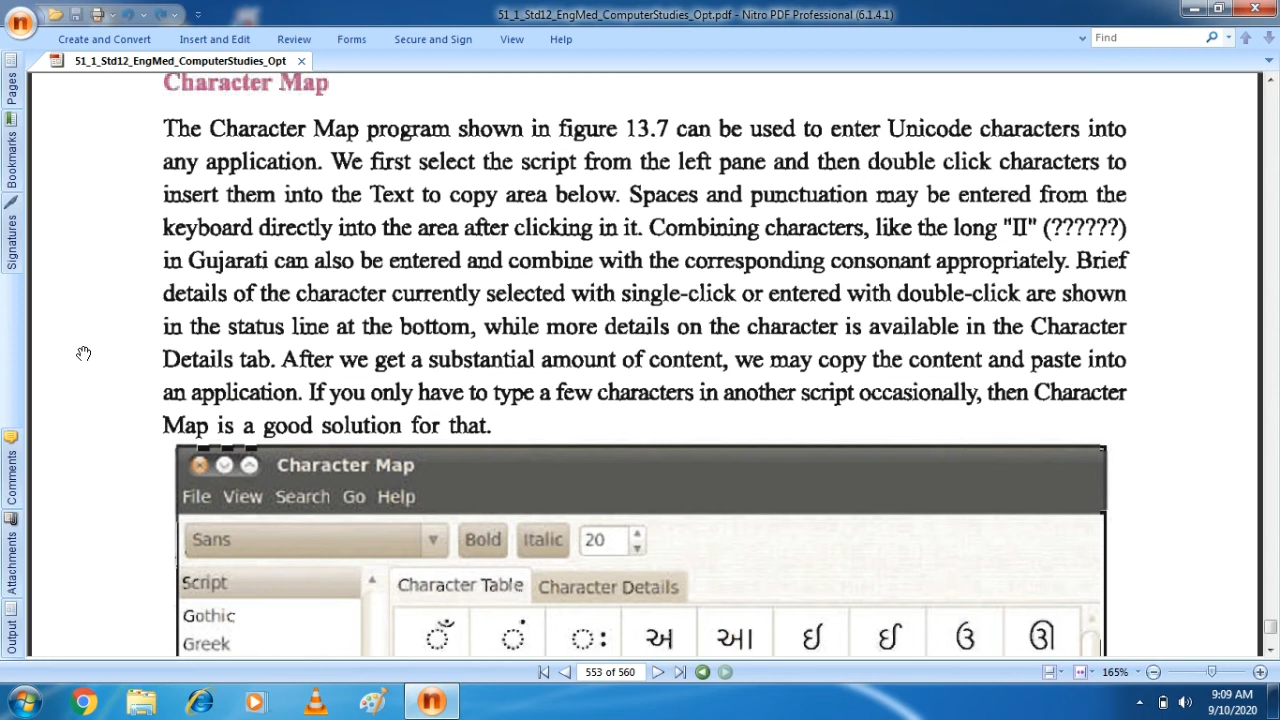 51_1_Std12_EngMed_ComputerStudies_Opt.pdf - Nitro PDF Professional (6.1.4.1)
Create and Convert Insert and Edit Review Forms Secure and Sign View Help Find
51_1_Std12_EngMed_ComputerStudies_Opt
Pages
Bookmarks
Signatures
Comments
Attachments
Output
Character Map
The Character Map program shown in figure 13.7 can be used to enter Unicode characters into
any application. We first select the script from the left pane and then double click characters to
insert them into the Text to copy area below. Spaces and punctuation may be entered from the
keyboard directly into the area after clicking in it. Combining characters, like the long "II" (??????)
in Gujarati can also be entered and combine with the corresponding consonant appropriately. Brief
details of the character currently selected with single-click or entered with double-click are shown
in the status line at the bottom, while more details on the character is available in the Character
Details tab. After we get a substantial amount of content, we may copy the content and paste into
an application. If you only have to type a few characters in another script occasionally, then Character
Map is a good solution for that.
Character Map
File View Search Go Help
Sans Bold Italic 20
Script Character Table Character Details
Gothic
Greek
ઁ ં ઃ અ આ ઈ ઈ ઉ ઊ
553 of 560 165%
9:09 AM
9/10/2020